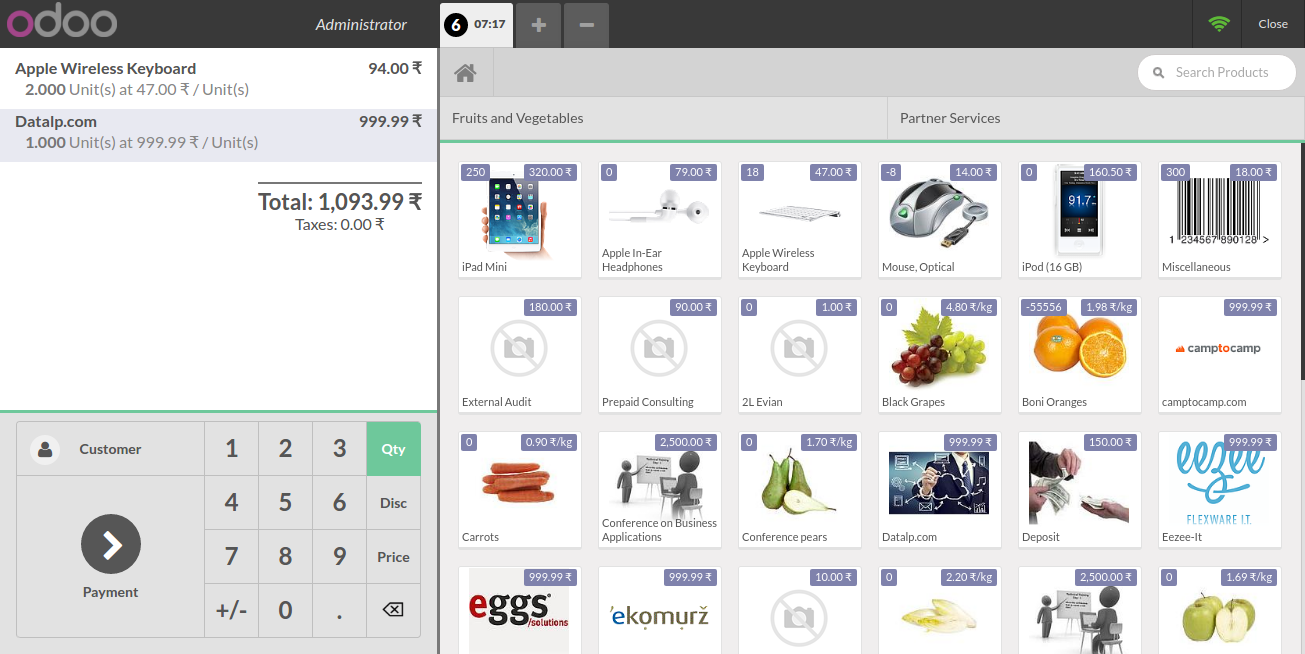 odoo
Administrator
6 07:17
+
−
Close
Apple Wireless Keyboard 94.00 ₹
2.000 Unit(s) at 47.00 ₹ / Unit(s)
Datalp.com 999.99 ₹
1.000 Unit(s) at 999.99 ₹ / Unit(s)
Total: 1,093.99 ₹
Taxes: 0.00 ₹
Customer
Payment
1 2 3 Qty
4 5 6 Disc
7 8 9 Price
+/- 0 .
Search Products
Fruits and Vegetables
Partner Services
250 320.00 ₹
iPad Mini
0 79.00 ₹
Apple In-Ear
Headphones
18 47.00 ₹
Apple Wireless
Keyboard
-8 14.00 ₹
Mouse, Optical
0 160.50 ₹
91.7
iPod (16 GB)
300 18.00 ₹
1 234567 890128 >
Miscellaneous
180.00 ₹
External Audit
90.00 ₹
Prepaid Consulting
0 1.00 ₹
2L Evian
0 4.80 ₹/kg
Black Grapes
-55556 1.98 ₹/kg
Boni Oranges
999.99 ₹
camptocamp
camptocamp.com
0 0.90 ₹/kg
Carrots
2,500.00 ₹
Conference on Business
Applications
0 1.70 ₹/kg
Conference pears
999.99 ₹
Datalp.com
150.00 ₹
Deposit
999.99 ₹
eezee
FLEXWARE I.T.
Eezee-It
999.99 ₹
eggs
/solutions
999.99 ₹
'ekomurž
10.00 ₹
0 2.20 ₹/kg
2,500.00 ₹
0 1.69 ₹/kg